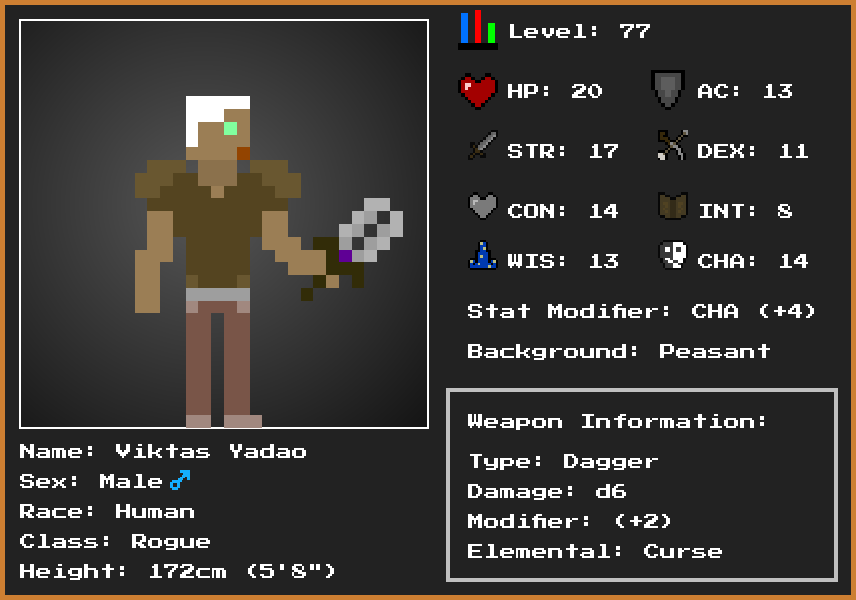 Level: 77
HP: 20 AC: 13
STR: 17 DEX: 11
CON: 14 INT: 8
WIS: 13 CHA: 14
Stat Modifier: CHA (+4)
Background: Peasant
Weapon Information:
Type: Dagger
Damage: d6
Modifier: (+2)
Elemental: Curse
Name: Viktas Yadao
Sex: Male♂
Race: Human
Class: Rogue
Height: 172cm (5'8")